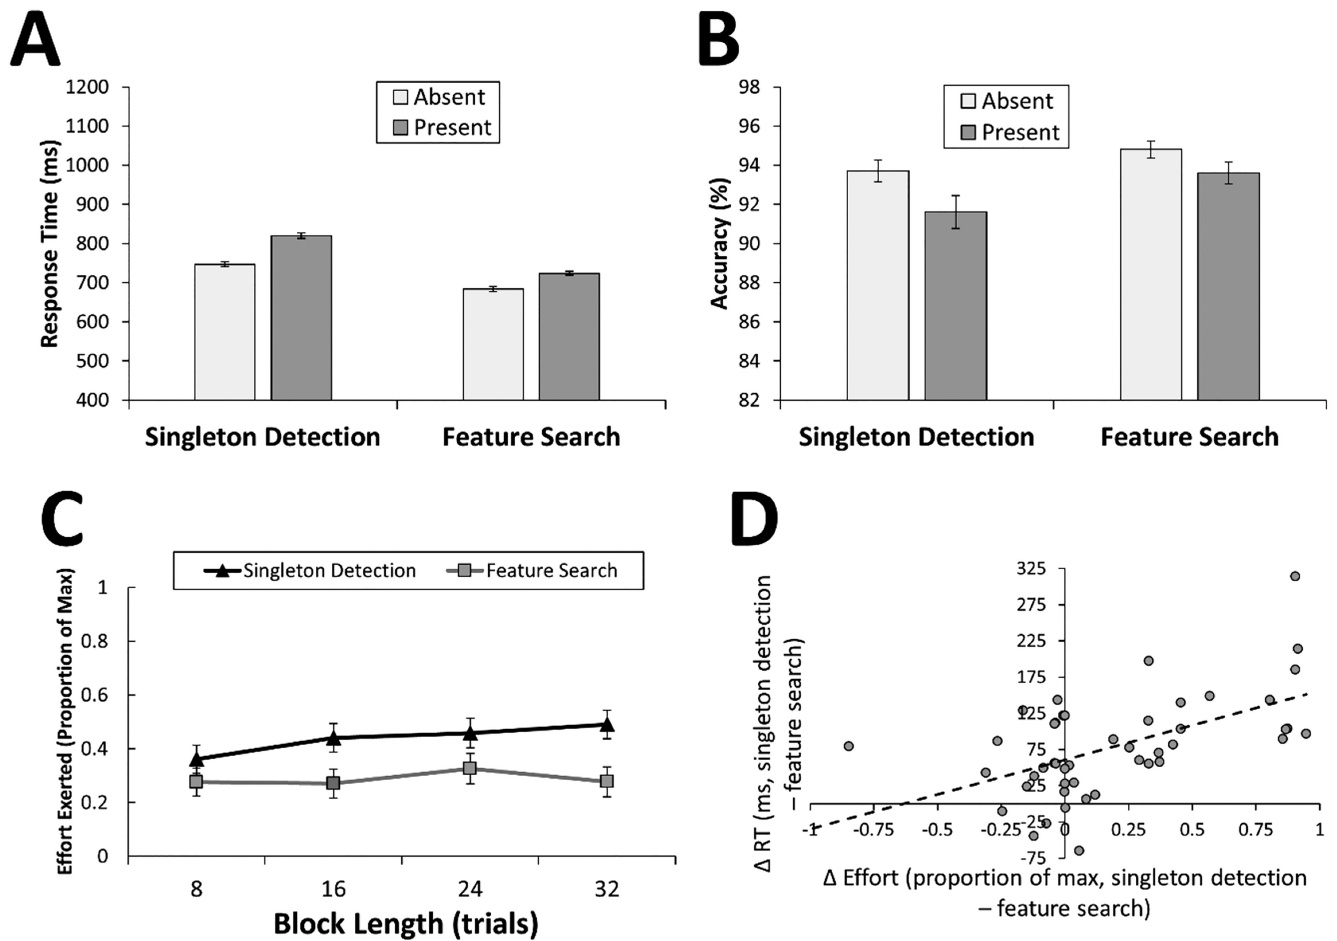 A
1200
1100
1000
900
800
700
600
500
400
Response Time (ms)
Absent
Present
Singleton Detection
Feature Search
B
98
96
94
92
90
88
86
84
82
Accuracy (%)
Absent
Present
Singleton Detection
Feature Search
C
Singleton Detection
Feature Search
1
0.8
0.6
0.4
0.2
0
Effort Exerted (Proportion of Max)
8
16
24
32
Block Length (trials)
D
325
275
225
175
125
75
25
-25
-75
Δ RT (ms, singleton detection
– feature search)
-1
-0.75
-0.5
-0.25
0
0.25
0.5
0.75
1
Δ Effort (proportion of max, singleton detection
– feature search)